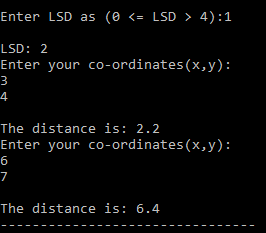 Enter LSD as (0 <= LSD > 4):1
LSD: 2
Enter your co-ordinates(x,y):
3
4
The distance is: 2.2
Enter your co-ordinates(x,y):
6
7
The distance is: 6.4
--------------------------------